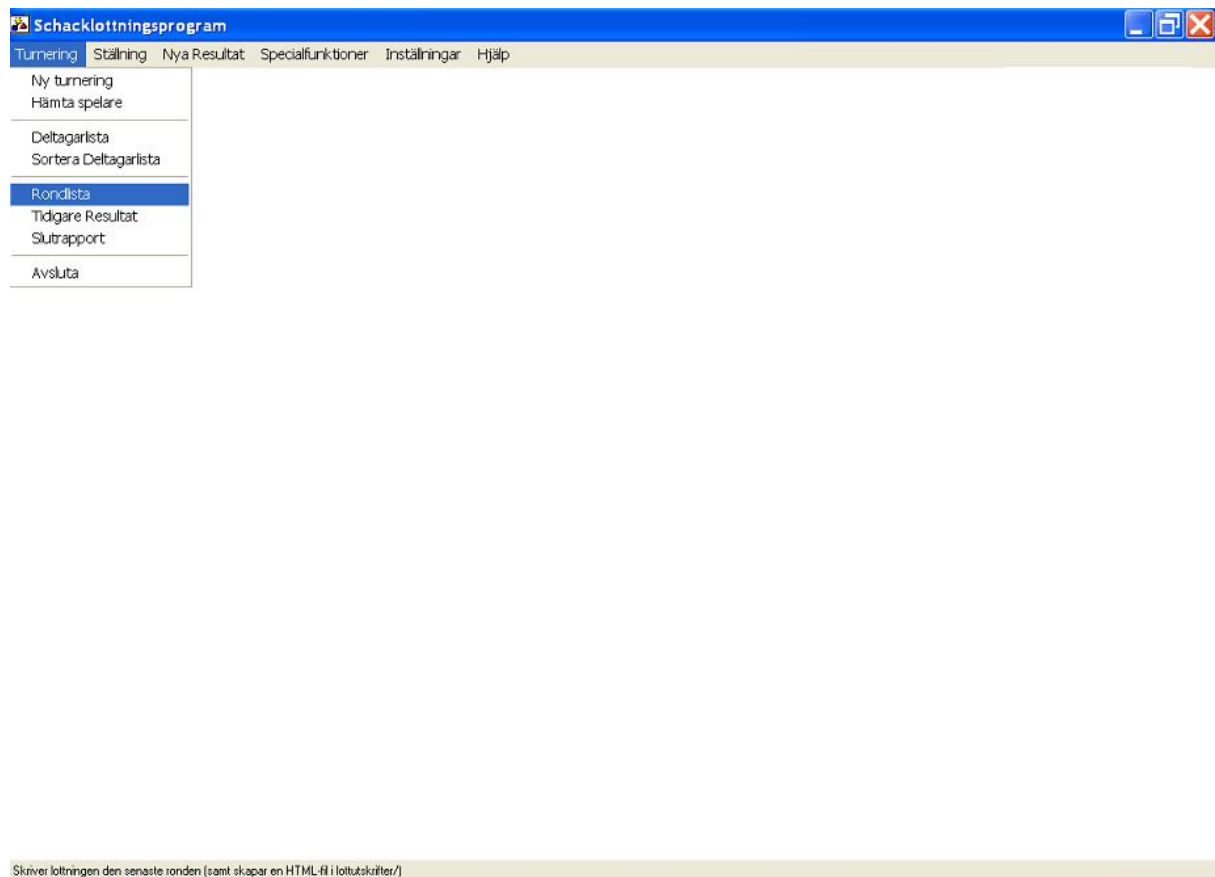 Schacklottningsprogram
Turnering Ställning Nya Resultat Specialfunktioner Inställningar Hjälp
Ny turnering
Hämta spelare
Deltagarlista
Sortera Deltagarlista
Rondlista
Tidigare Resultat
Slutrapport
Avsluta
Skriver lottningen den senaste ronden (samt skapar en HTML-fil i lottutskrifter/)